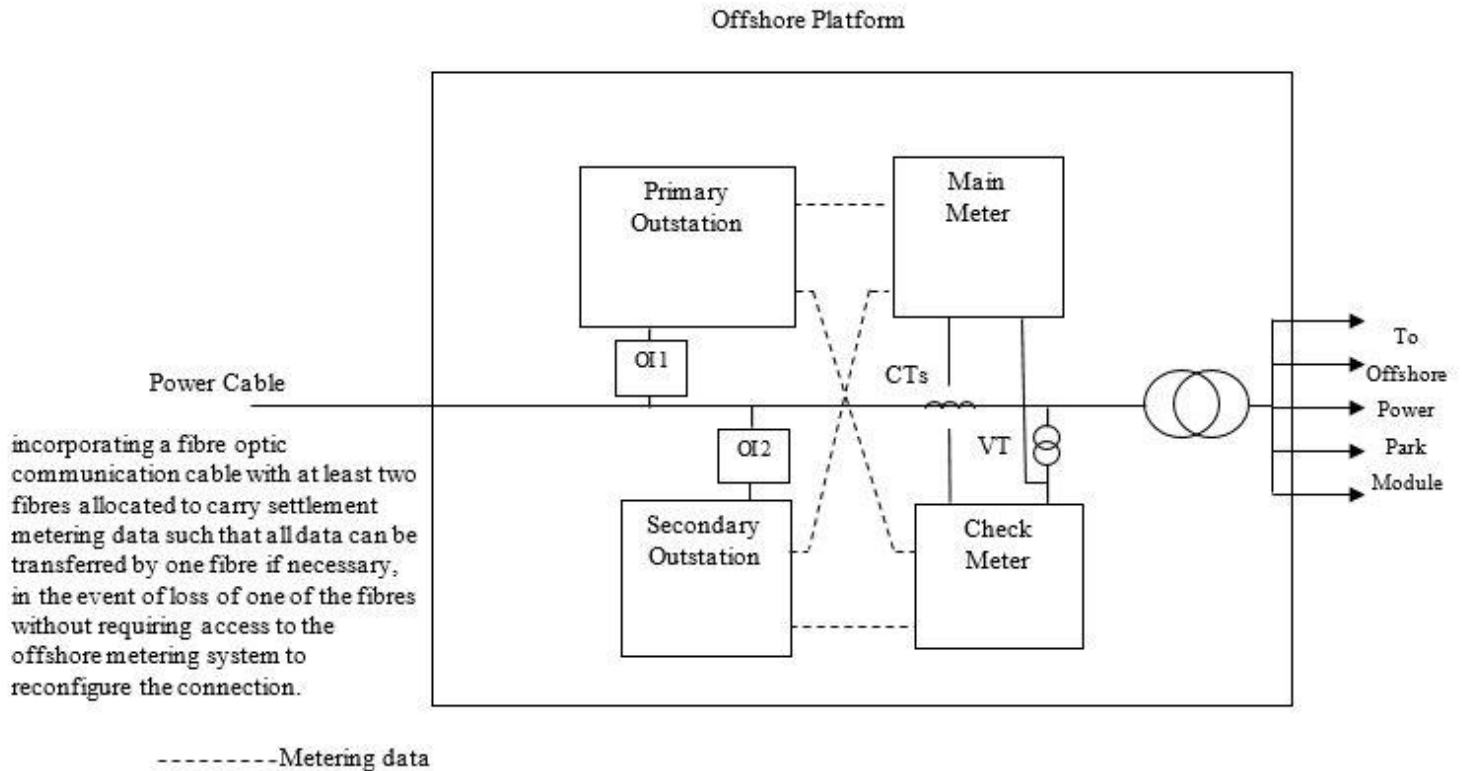 Offshore Platform
Primary
Outstation
Main
Meter
OI1
Power Cable
CTs
To
Offshore
Power
Park
Module
incorporating a fibre optic
communication cable with at least two
fibres allocated to carry settlement
metering data such that all data can be
transferred by one fibre if necessary,
in the event of loss of one of the fibres
without requiring access to the
offshore metering system to
reconfigure the connection.
OI2
VT
Secondary
Outstation
Check
Meter
----------Metering data